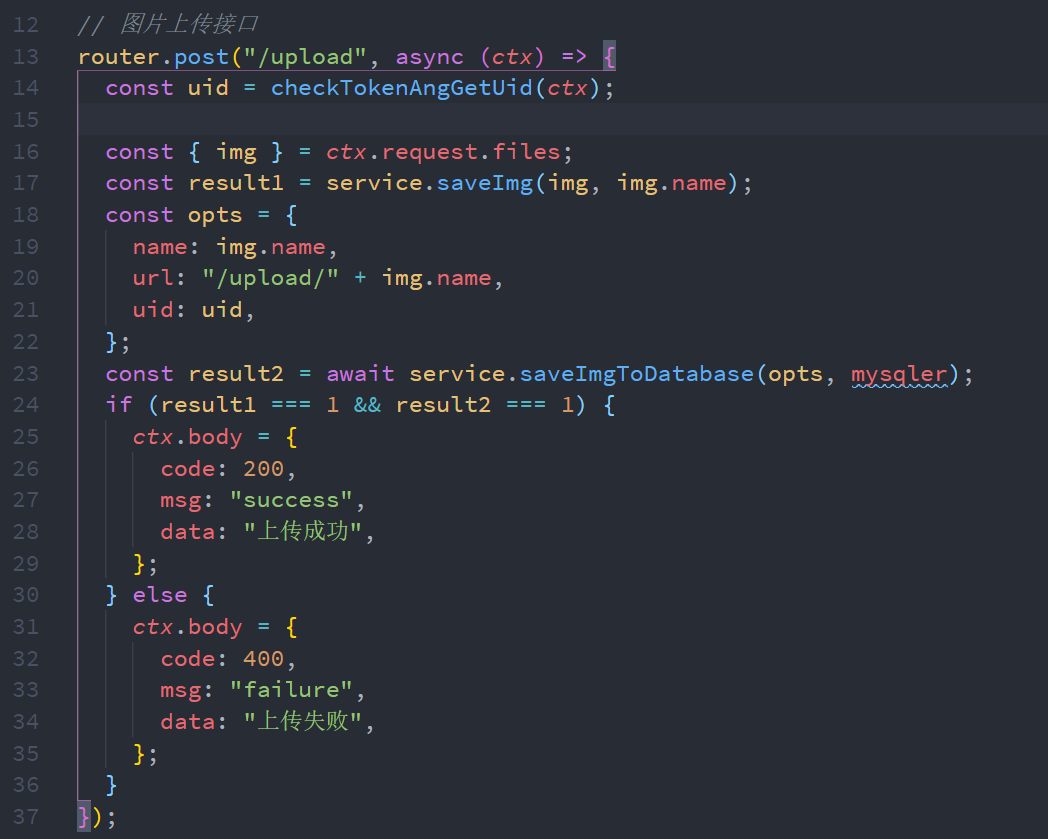 12 // 图片上传接口
13 router.post("/upload", async (ctx) => {
14   const uid = checkTokenAngGetUid(ctx);
15
16   const { img } = ctx.request.files;
17   const result1 = service.saveImg(img, img.name);
18   const opts = {
19     name: img.name,
20     url: "/upload/" + img.name,
21     uid: uid,
22   };
23   const result2 = await service.saveImgToDatabase(opts, mysqler);
24   if (result1 === 1 && result2 === 1) {
25     ctx.body = {
26       code: 200,
27       msg: "success",
28       data: "上传成功",
29     };
30   } else {
31     ctx.body = {
32       code: 400,
33       msg: "failure",
34       data: "上传失败",
35     };
36   }
37 });